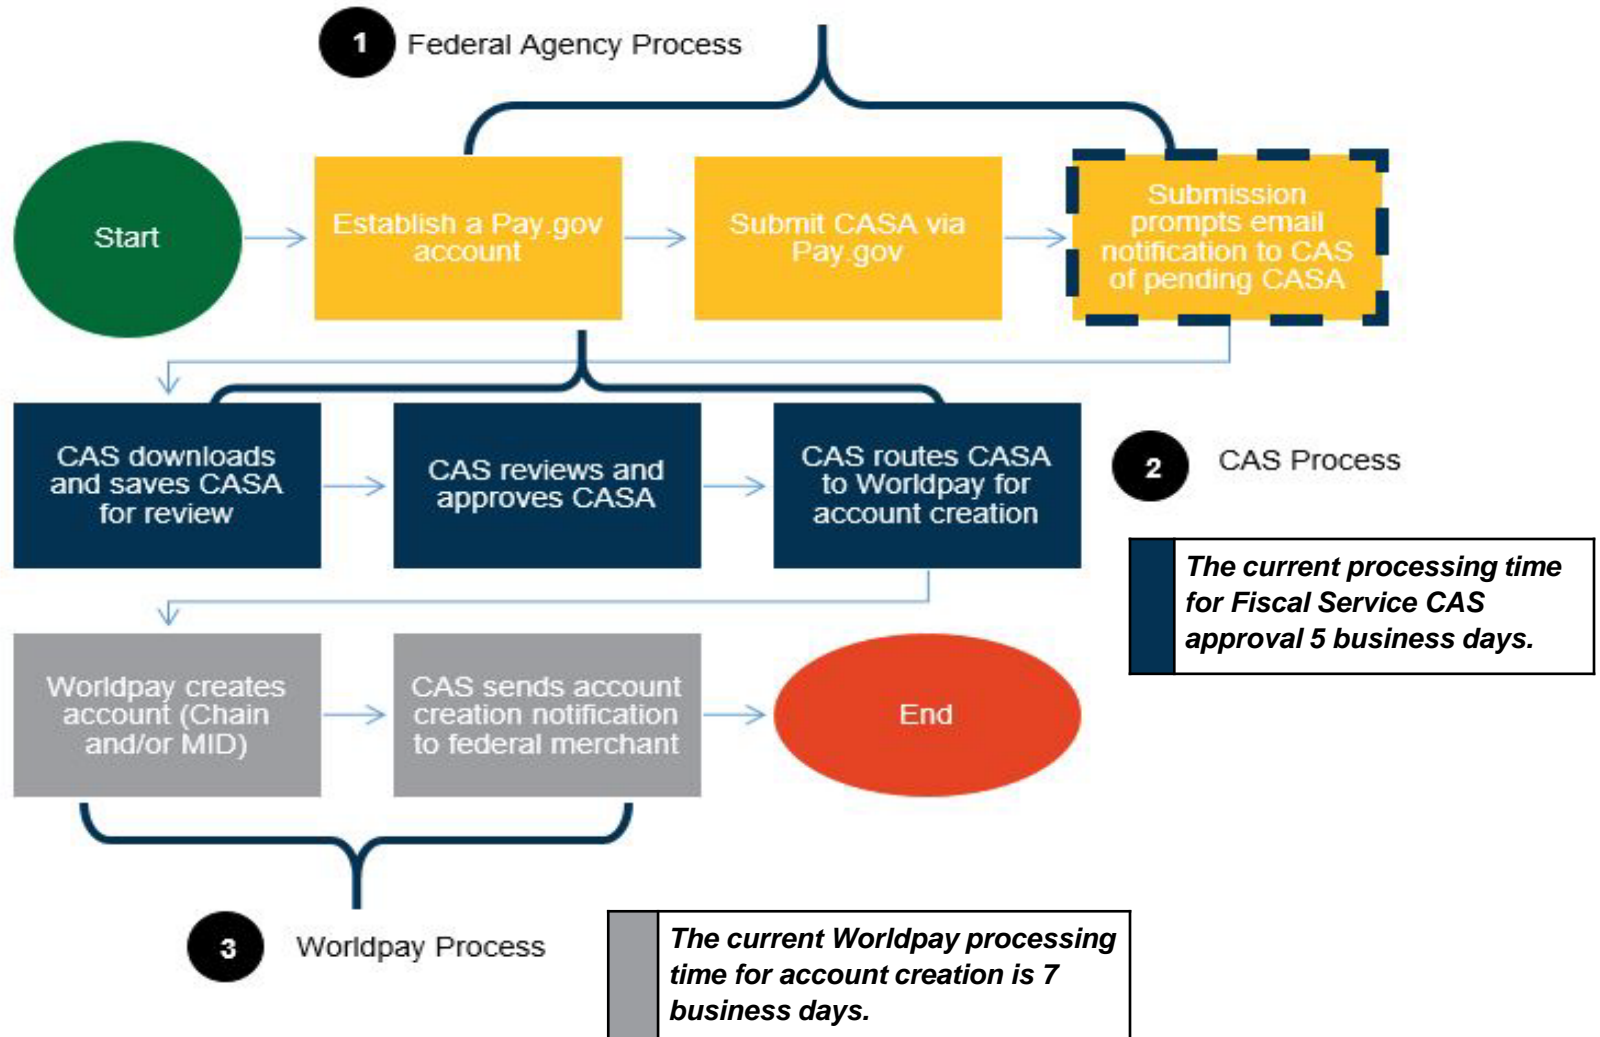 1
Federal Agency Process
Start
Establish a Pay.gov
account
Submit CASA via
Pay.gov
Submission
prompts email
notification to CAS
of pending CASA
CAS downloads
and saves CASA
for review
CAS reviews and
approves CASA
CAS routes CASA
to Worldpay for
account creation
2
CAS Process
The current processing time
for Fiscal Service CAS
approval 5 business days.
Worldpay creates
account (Chain
and/or MID)
CAS sends account
creation notification
to federal merchant
End
3
Worldpay Process
The current Worldpay processing
time for account creation is 7
business days.